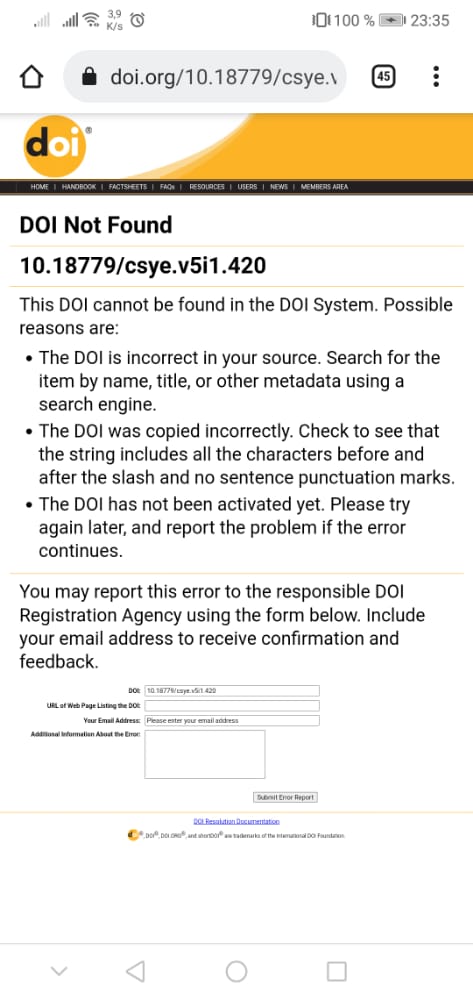 3,9
K/s
100 %
23:35
doi.org/10.18779/csye.v
45
doi®
HOME | HANDBOOK | FACTSHEETS | FAQs | RESOURCES | USERS | NEWS | MEMBERS AREA
DOI Not Found
10.18779/csye.v5i1.420
This DOI cannot be found in the DOI System. Possible
reasons are:
• The DOI is incorrect in your source. Search for the
item by name, title, or other metadata using a
search engine.
• The DOI was copied incorrectly. Check to see that
the string includes all the characters before and
after the slash and no sentence punctuation marks.
• The DOI has not been activated yet. Please try
again later, and report the problem if the error
continues.
You may report this error to the responsible DOI
Registration Agency using the form below. Include
your email address to receive confirmation and
feedback.
DOI: 10.18779/csye.v5i1.420
URL of Web Page Listing the DOI:
Your Email Address: Please enter your email address
Additional Information About the Error:
Submit Error Report
DOI Resolution Documentation
®, DOI®, DOI.ORG®, and shortDOI® are trademarks of the International DOI Foundation.